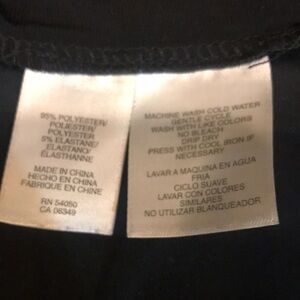 95% POLYESTER/
POLIESTER/
POLYESTER
5% ELASTANE/
ELASTANO/
ELASTHANNE
MADE IN CHINA
HECHO EN CHINA
FABRIQUE EN CHINE
RN 54050
CA 06349
MACHINE WASH COLD WATER
GENTLE CYCLE
WASH WITH LIKE COLORS
NO BLEACH
DRIP DRY
PRESS WITH COOL IRON IF
NECESSARY
LAVAR A MAQUINA EN AGUA
FRIA
CICLO SUAVE
LAVAR CON COLORES
SIMILARES
NO UTILIZAR BLANQUEADOR